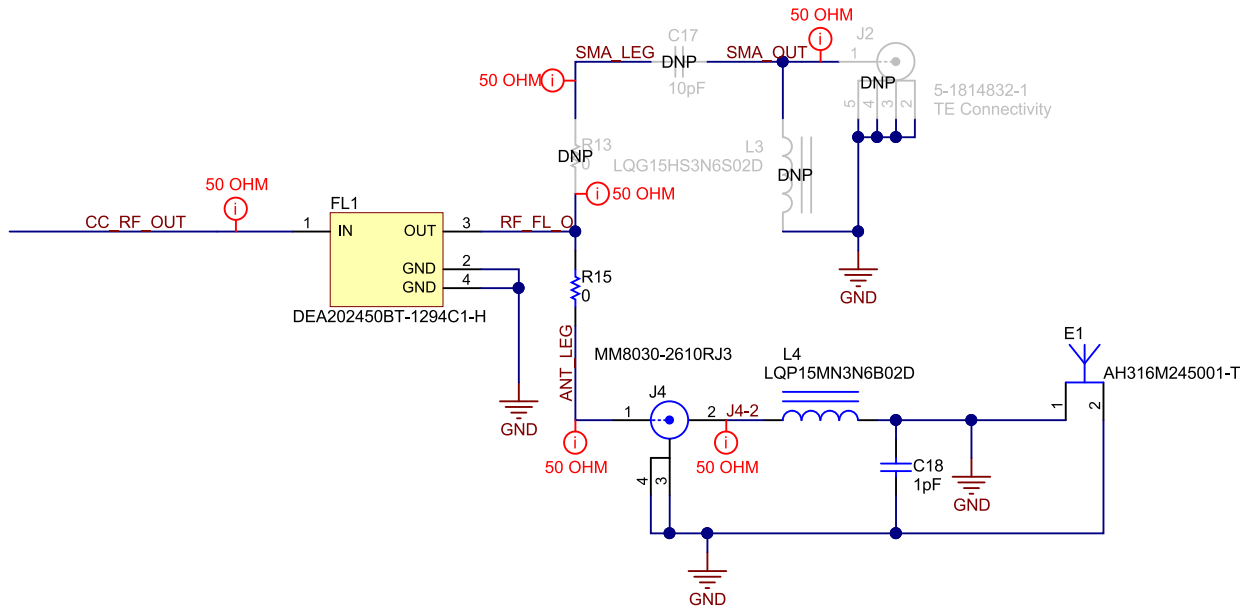 50 OHM
C17
J2
SMA_LEG
SMA_OUT
1
DNP
50 OHM
10pF
DNP
5
4
3
2
5-1814832-1
TE Connectivity
R13
DNP
0
L3
LQG15HS3N6S02D
DNP
50 OHM
50 OHM
CC_RF_OUT
FL1
1
IN
OUT
3
RF_FL_O
GND
2
GND
4
DEA202450BT-1294C1-H
R15
0
GND
GND
ANT_LEG
MM8030-2610RJ3
L4
LQP15MN3N6B02D
E1
AH316M245001-T
J4
1
2
J4-2
1
2
50 OHM
50 OHM
4
3
C18
1pF
GND
GND